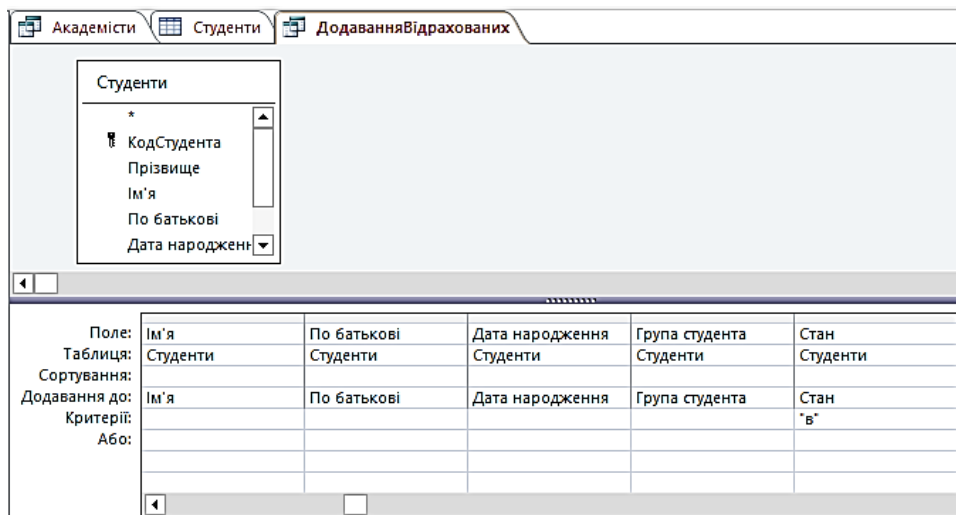 Академісти Студенти ДодаванняВідрахованих
Студенти
*
КодСтудента
Прізвище
Ім'я
По батькові
Дата народженн
Поле: Ім'я По батькові Дата народження Група студента Стан
Таблиця: Студенти Студенти Студенти Студенти Студенти
Сортування:
Додавання до: Ім'я По батькові Дата народження Група студента Стан
Критерії: "в"
Або: